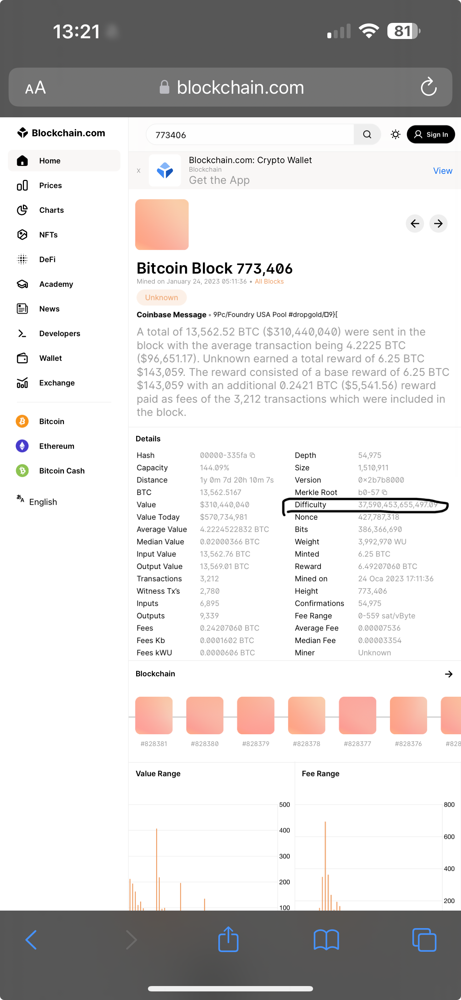 13:21
81
AA
blockchain.com
Blockchain.com
773406
Sign In
Home
X
Blockchain.com: Crypto Wallet
Blockchain
Get the App
View
Prices
Charts
NFTs
DeFi
Academy
News
Developers
Wallet
Exchange
Bitcoin
Ethereum
Bitcoin Cash
あA English
Bitcoin Block 773,406
Mined on January 24, 2023 05:11:36 • All Blocks
Unknown
Coinbase Message • 9Pc/Foundry USA Pool #dropgold/□9}[
A total of 13,562.52 BTC ($310,440,040) were sent in the
block with the average transaction being 4.2225 BTC
($96,651.17). Unknown earned a total reward of 6.25 BTC
$143,059. The reward consisted of a base reward of 6.25 BTC
$143,059 with an additional 0.2421 BTC ($5,541.56) reward
paid as fees of the 3,212 transactions which were included in
the block.
Details
Hash 00000-335fa
Capacity 144.09%
Distance 1y 0m 7d 20h 10m 7s
BTC 13,562.5167
Value $310,440,040
Value Today $570,734,981
Average Value 4.2224522832 BTC
Median Value 0.02000366 BTC
Input Value 13,562.76 BTC
Output Value 13,569.01 BTC
Transactions 3,212
Witness Tx's 2,780
Inputs 6,895
Outputs 9,339
Fees 0.24207060 BTC
Fees Kb 0.0001602 BTC
Fees kWU 0.0000606 BTC
Depth 54,975
Size 1,510,911
Version 0×2b7b8000
Merkle Root b0-57
Difficulty 37,590,453,655,497.09
Nonce 427,787,318
Bits 386,366,690
Weight 3,992,970 WU
Minted 6.25 BTC
Reward 6.49207060 BTC
Mined on 24 Oca 2023 17:11:36
Height 773,406
Confirmations 54,975
Fee Range 0-559 sat/vByte
Average Fee 0.00007536
Median Fee 0.00003354
Miner Unknown
Blockchain
#828381 #828380 #828379 #828378 #828377 #828376 #828
Value Range
500
400
300
200
100
Fee Range
800
600
400
200